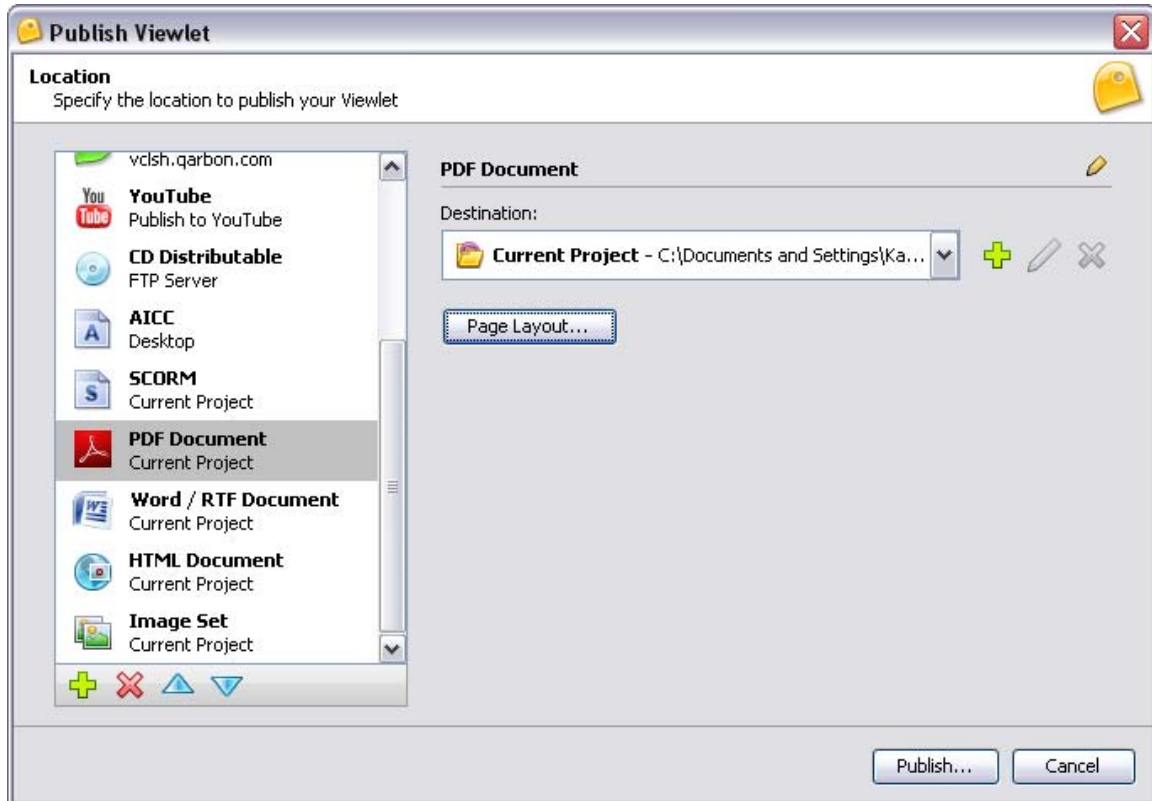 Publish Viewlet
Location
Specify the location to publish your Viewlet
vclsh.qarbon.com
You
Tube
YouTube
Publish to YouTube
CD Distributable
FTP Server
A
AICC
Desktop
S
SCORM
Current Project
PDF Document
Current Project
W
Word / RTF Document
Current Project
HTML Document
Current Project
Image Set
Current Project
PDF Document
Destination:
Current Project - C:\Documents and Settings\Ka...
Page Layout...
Publish...
Cancel